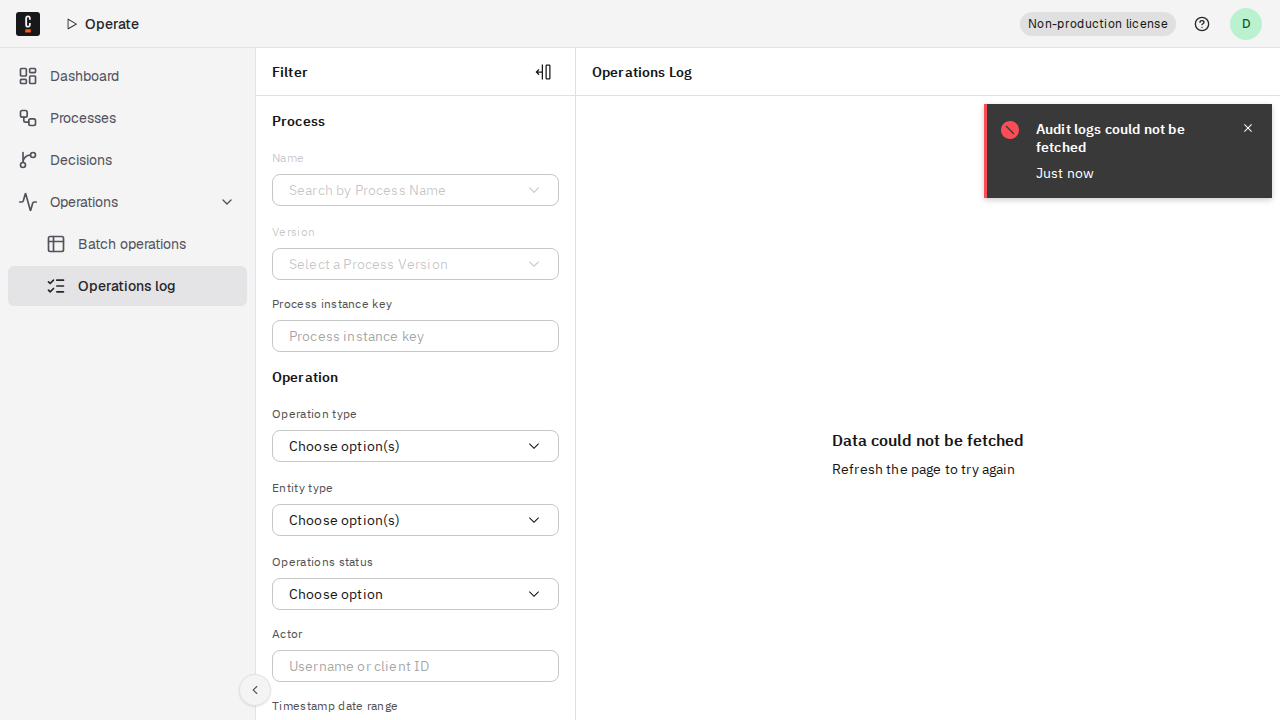 Operate
Non-production license
D
Dashboard
Processes
Decisions
Operations
Batch operations
Operations log
Filter
Process
Name
Search by Process Name
Version
Select a Process Version
Process instance key
Process instance key
Operation
Operation type
Choose option(s)
Entity type
Choose option(s)
Operations status
Choose option
Actor
Username or client ID
Timestamp date range
Operations Log
Audit logs could not be
fetched
Just now
Data could not be fetched
Refresh the page to try again